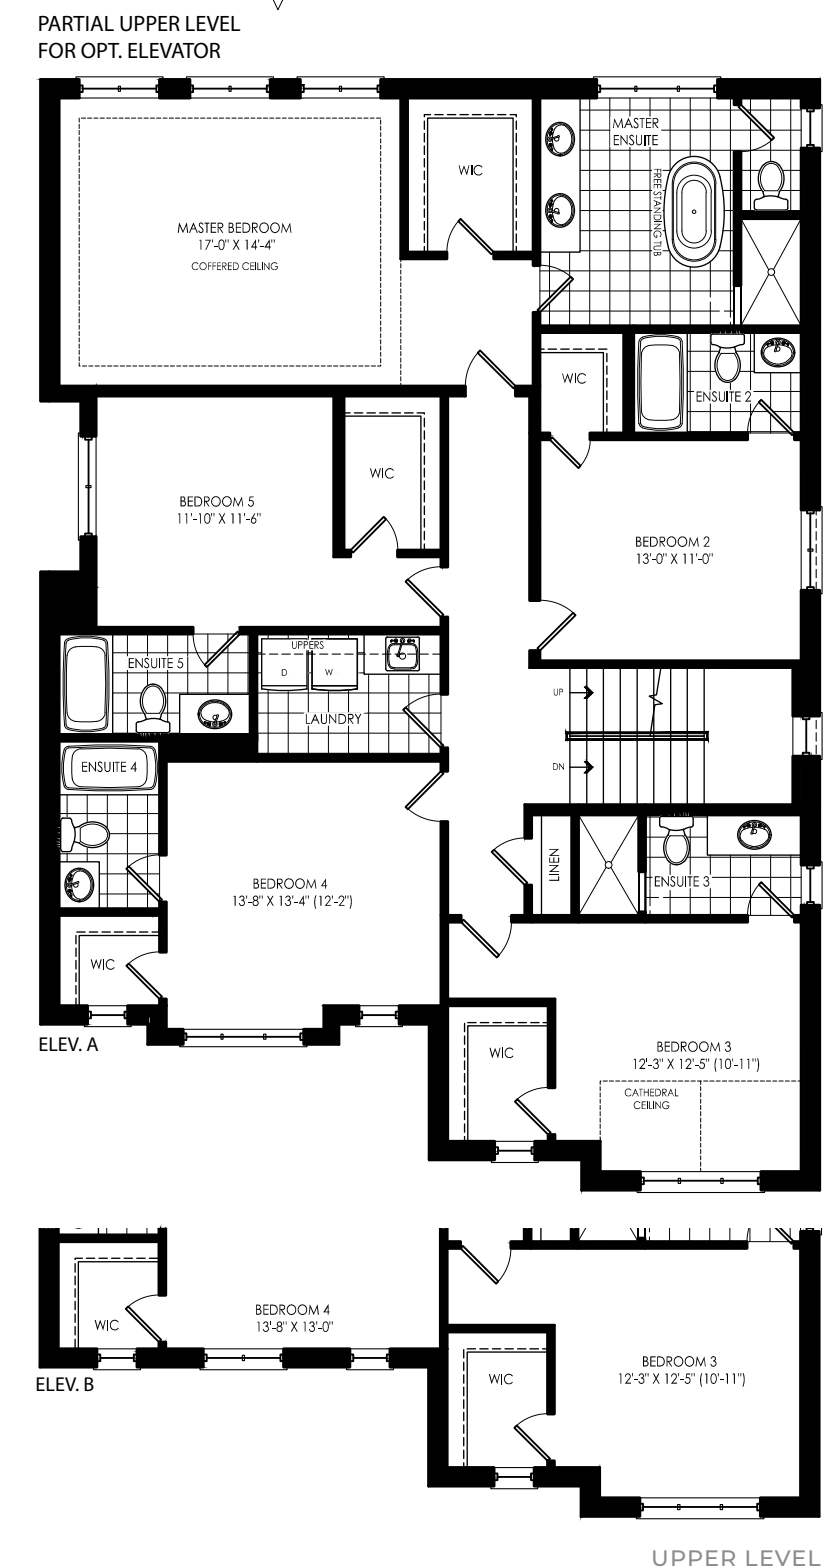 PARTIAL UPPER LEVEL
FOR OPT. ELEVATOR
MASTER
ENSUITE
FREE STANDING TUB
WIC
MASTER BEDROOM
17'-0" X 14'-4"
COFFERED CEILING
WIC
ENSUITE 2
WIC
BEDROOM 5
11'-10" X 11'-6"
BEDROOM 2
13'-0" X 11'-0"
UPPERS
D
W
ENSUITE 5
LAUNDRY
UP
DN
ENSUITE 4
LINEN
ENSUITE 3
BEDROOM 4
13'-8" X 13'-4" (12'-2")
WIC
ELEV. A
WIC
BEDROOM 3
12'-3" X 12'-5" (10'-11")
CATHEDRAL
CEILING
BEDROOM 4
13'-8" X 13'-0"
WIC
ELEV. B
WIC
BEDROOM 3
12'-3" X 12'-5" (10'-11")
UPPER LEVEL